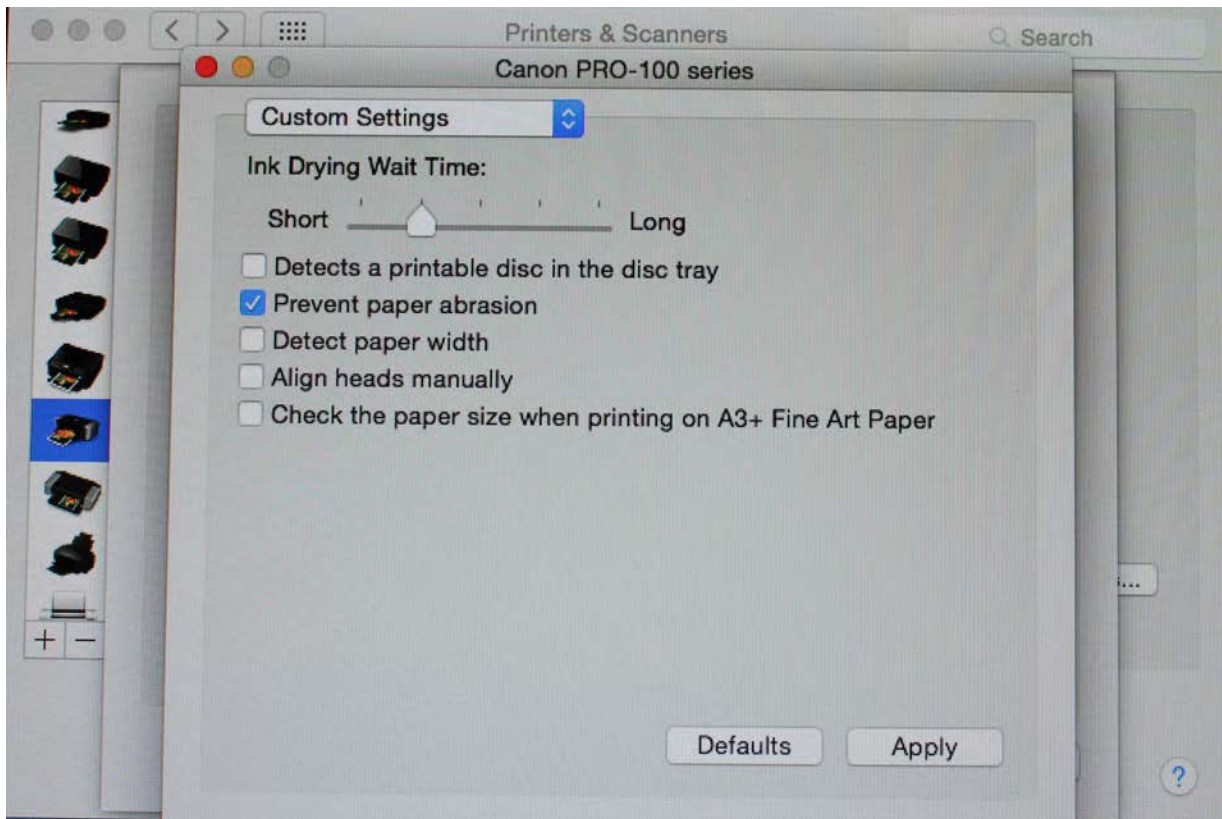 Printers & Scanners
Search
Canon PRO-100 series
Custom Settings
Ink Drying Wait Time:
Short
Long
Detects a printable disc in the disc tray
Prevent paper abrasion
Detect paper width
Align heads manually
Check the paper size when printing on A3+ Fine Art Paper
Defaults
Apply
?